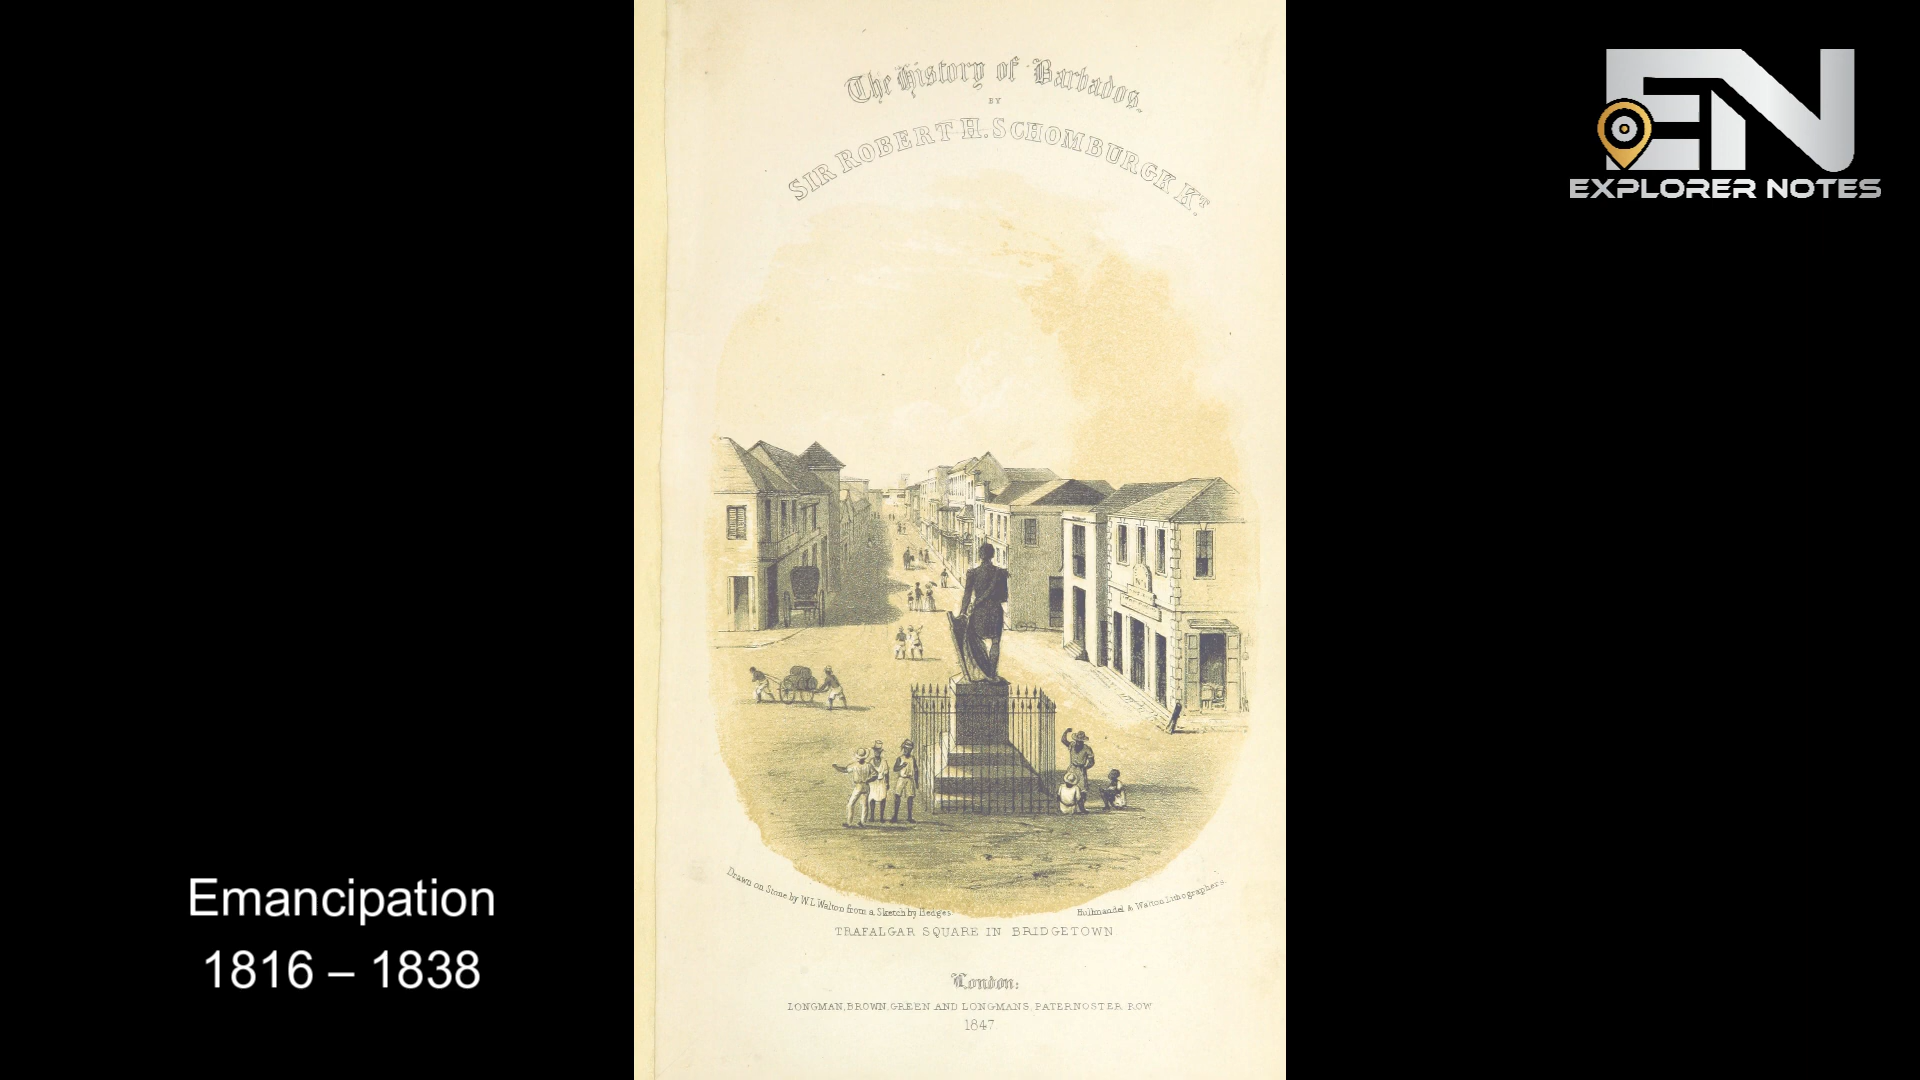 The History of Barbados,
BY
SIR ROBERT H. SCHOMBURGK KT.
EN
EXPLORER NOTES
Drawn on Stone by W.L. Walton from a Sketch by Hedges.
Hullmandel & Walton Lithographers.
TRAFALGAR SQUARE IN BRIDGETOWN
London:
LONGMAN, BROWN, GREEN AND LONGMANS, PATERNOSTER ROW
1847
Emancipation
1816 – 1838